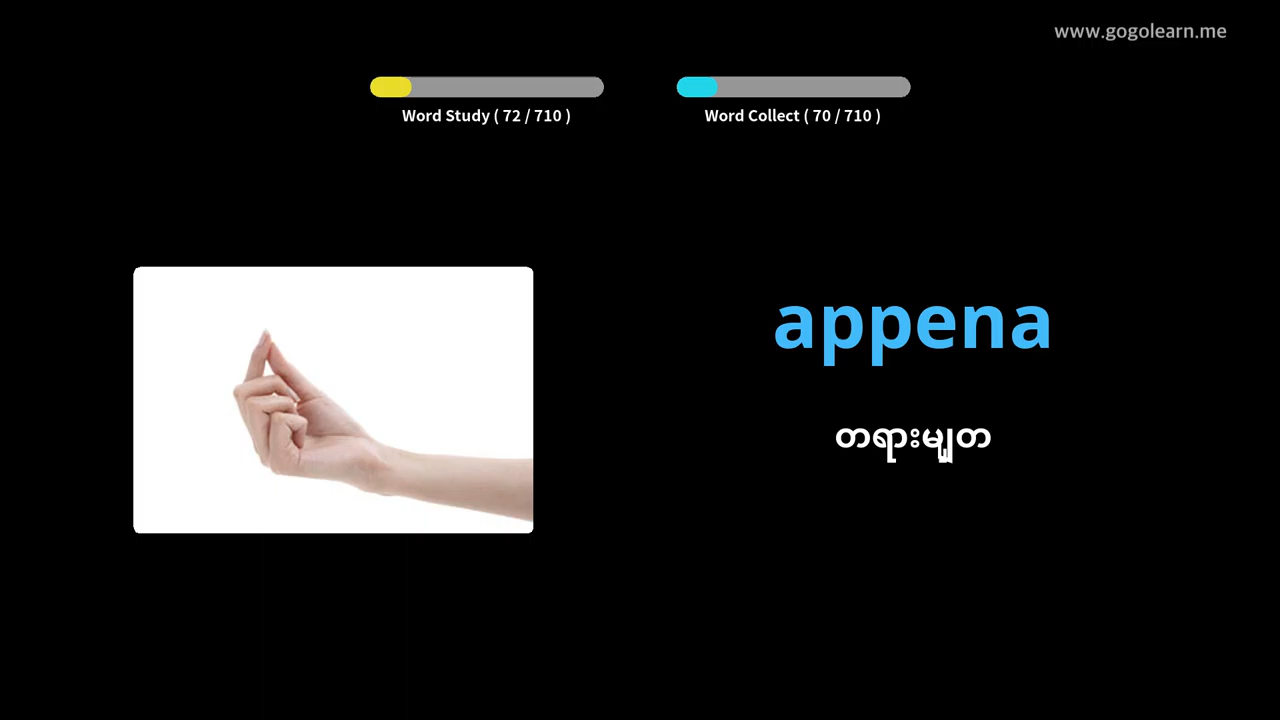 www.gogolearn.me
Word Study ( 72 / 710 )
Word Collect ( 70 / 710 )
appena
တရားမျှတ